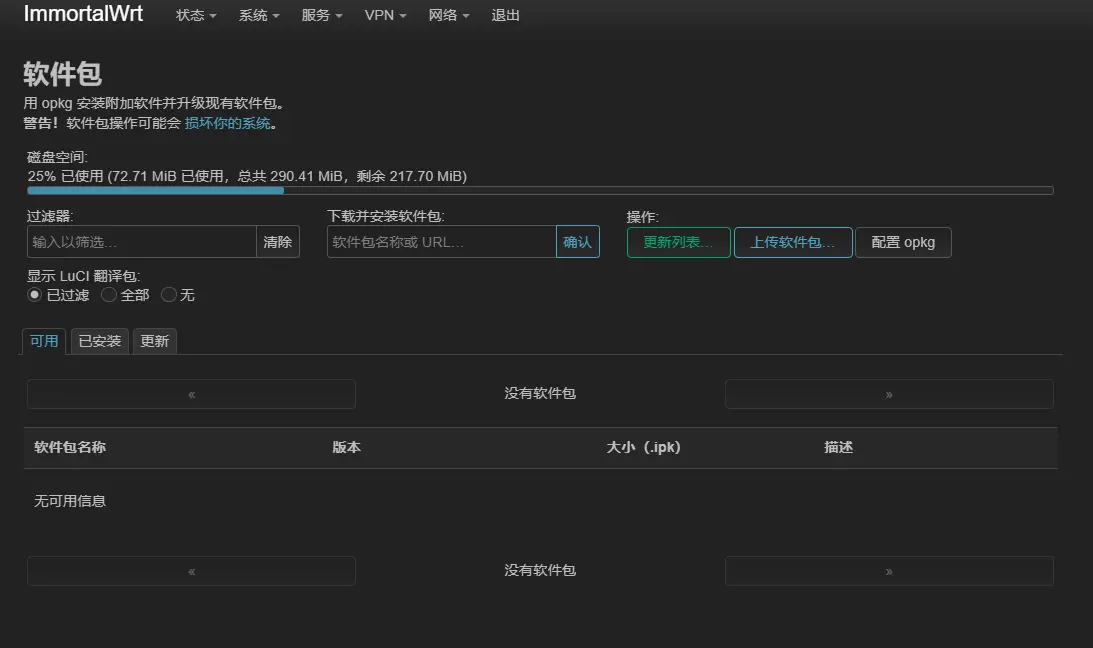 ImmortalWrt 状态 系统 服务 VPN 网络 退出
软件包
用 opkg 安装附加软件并升级现有软件包。
警告！软件包操作可能会 损坏你的系统。
磁盘空间:
25% 已使用 (72.71 MiB 已使用，总共 290.41 MiB，剩余 217.70 MiB)
过滤器: 下载并安装软件包: 操作:
输入以筛选... 清除 软件包名称或 URL... 确认 更新列表... 上传软件包... 配置 opkg
显示 LuCI 翻译包:
已过滤 全部 无
可用 已安装 更新
« 没有软件包 »
软件包名称 版本 大小（.ipk） 描述
无可用信息
« 没有软件包 »